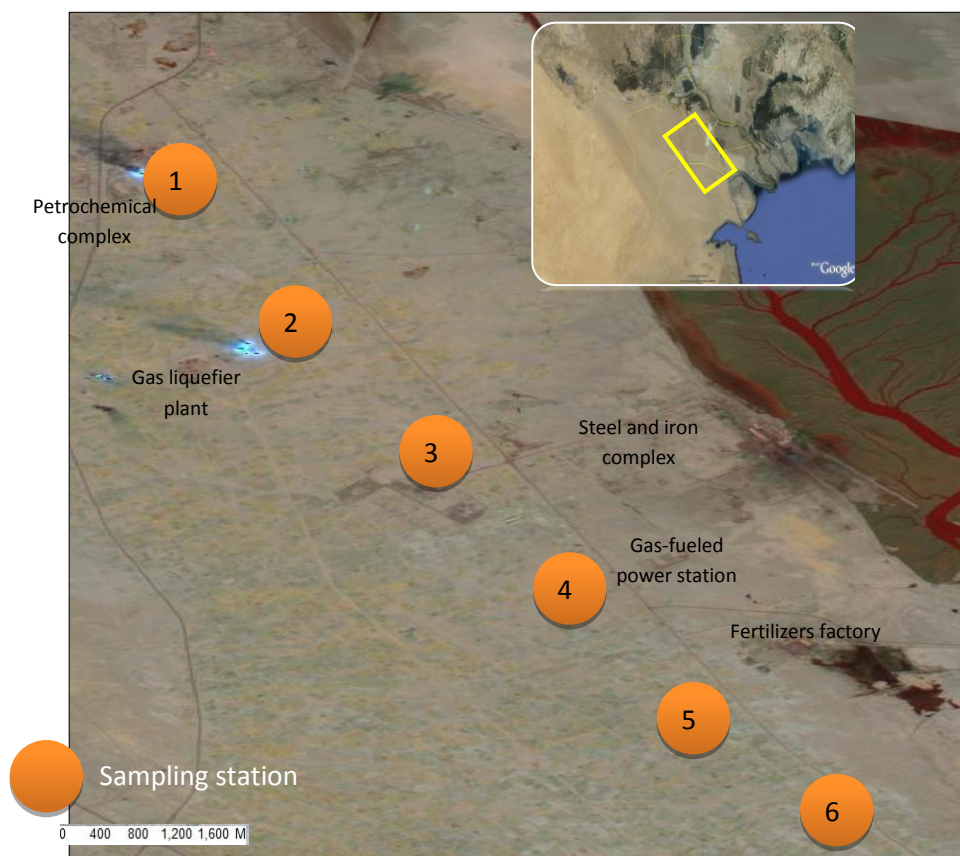 1
Petrochemical
complex
2
Gas liquefier
plant
3
Steel and iron
complex
4
Gas-fueled
power station
Fertilizers factory
5
6
Sampling station
0 400 800 1,200 1,600 M
Google